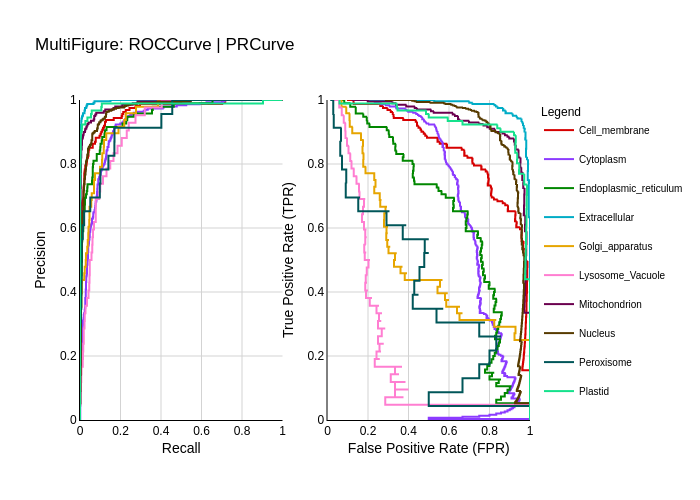 MultiFigure: ROCCurve | PRCurve
Precision
1
0.8
0.6
0.4
0.2
0
0 0.2 0.4 0.6 0.8 1
Recall
True Positive Rate (TPR)
1
0.8
0.6
0.4
0.2
0
0 0.2 0.4 0.6 0.8 1
False Positive Rate (FPR)
Legend
Cell_membrane
Cytoplasm
Endoplasmic_reticulum
Extracellular
Golgi_apparatus
Lysosome_Vacuole
Mitochondrion
Nucleus
Peroxisome
Plastid